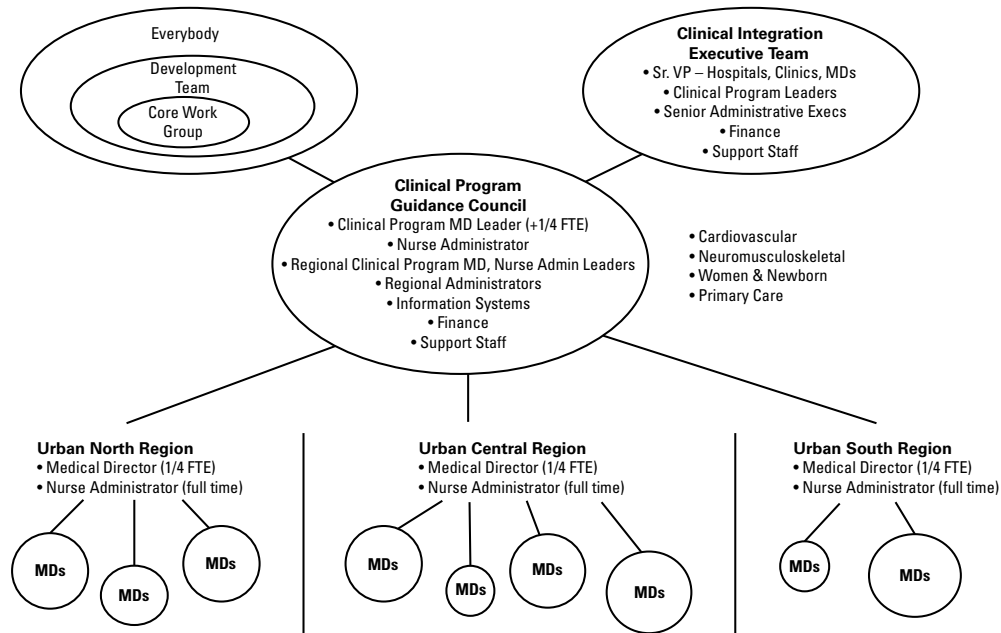 Everybody
Development
Team
Core Work
Group
Clinical Integration
Executive Team
• Sr. VP – Hospitals, Clinics, MDs
• Clinical Program Leaders
• Senior Administrative Execs
• Finance
• Support Staff
Clinical Program
Guidance Council
• Clinical Program MD Leader (+1/4 FTE)
• Nurse Administrator
• Regional Clinical Program MD, Nurse Admin Leaders
• Regional Administrators
• Information Systems
• Finance
• Support Staff
• Cardiovascular
• Neuromusculoskeletal
• Women & Newborn
• Primary Care
Urban North Region
• Medical Director (1/4 FTE)
• Nurse Administrator (full time)
MDs
MDs
MDs
Urban Central Region
• Medical Director (1/4 FTE)
• Nurse Administrator (full time)
MDs
MDs
MDs
MDs
Urban South Region
• Medical Director (1/4 FTE)
• Nurse Administrator (full time)
MDs
MDs